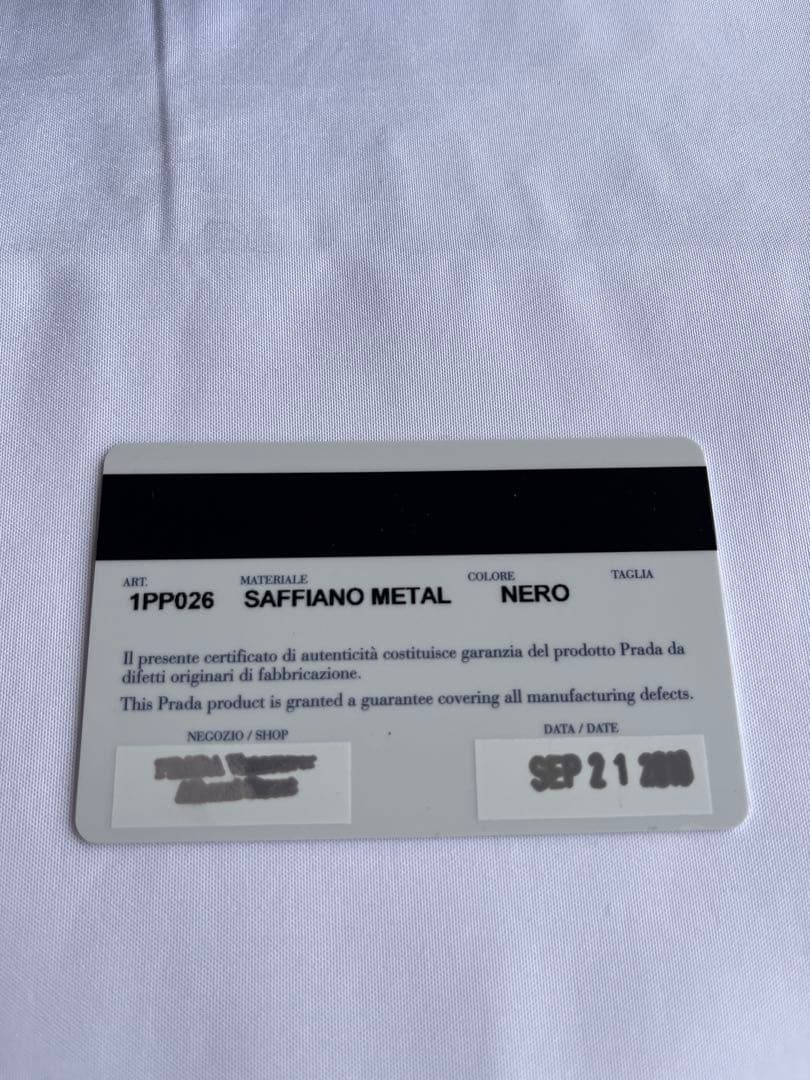 ART. MATERIALE COLORE TAGLIA
1PP026 SAFFIANO METAL NERO
Il presente certificato di autenticità costituisce garanzia del prodotto Prada da
difetti originari di fabbricazione.
This Prada product is granted a guarantee covering all manufacturing defects.
NEGOZIO / SHOP DATA / DATE
PRADA
SEP 21